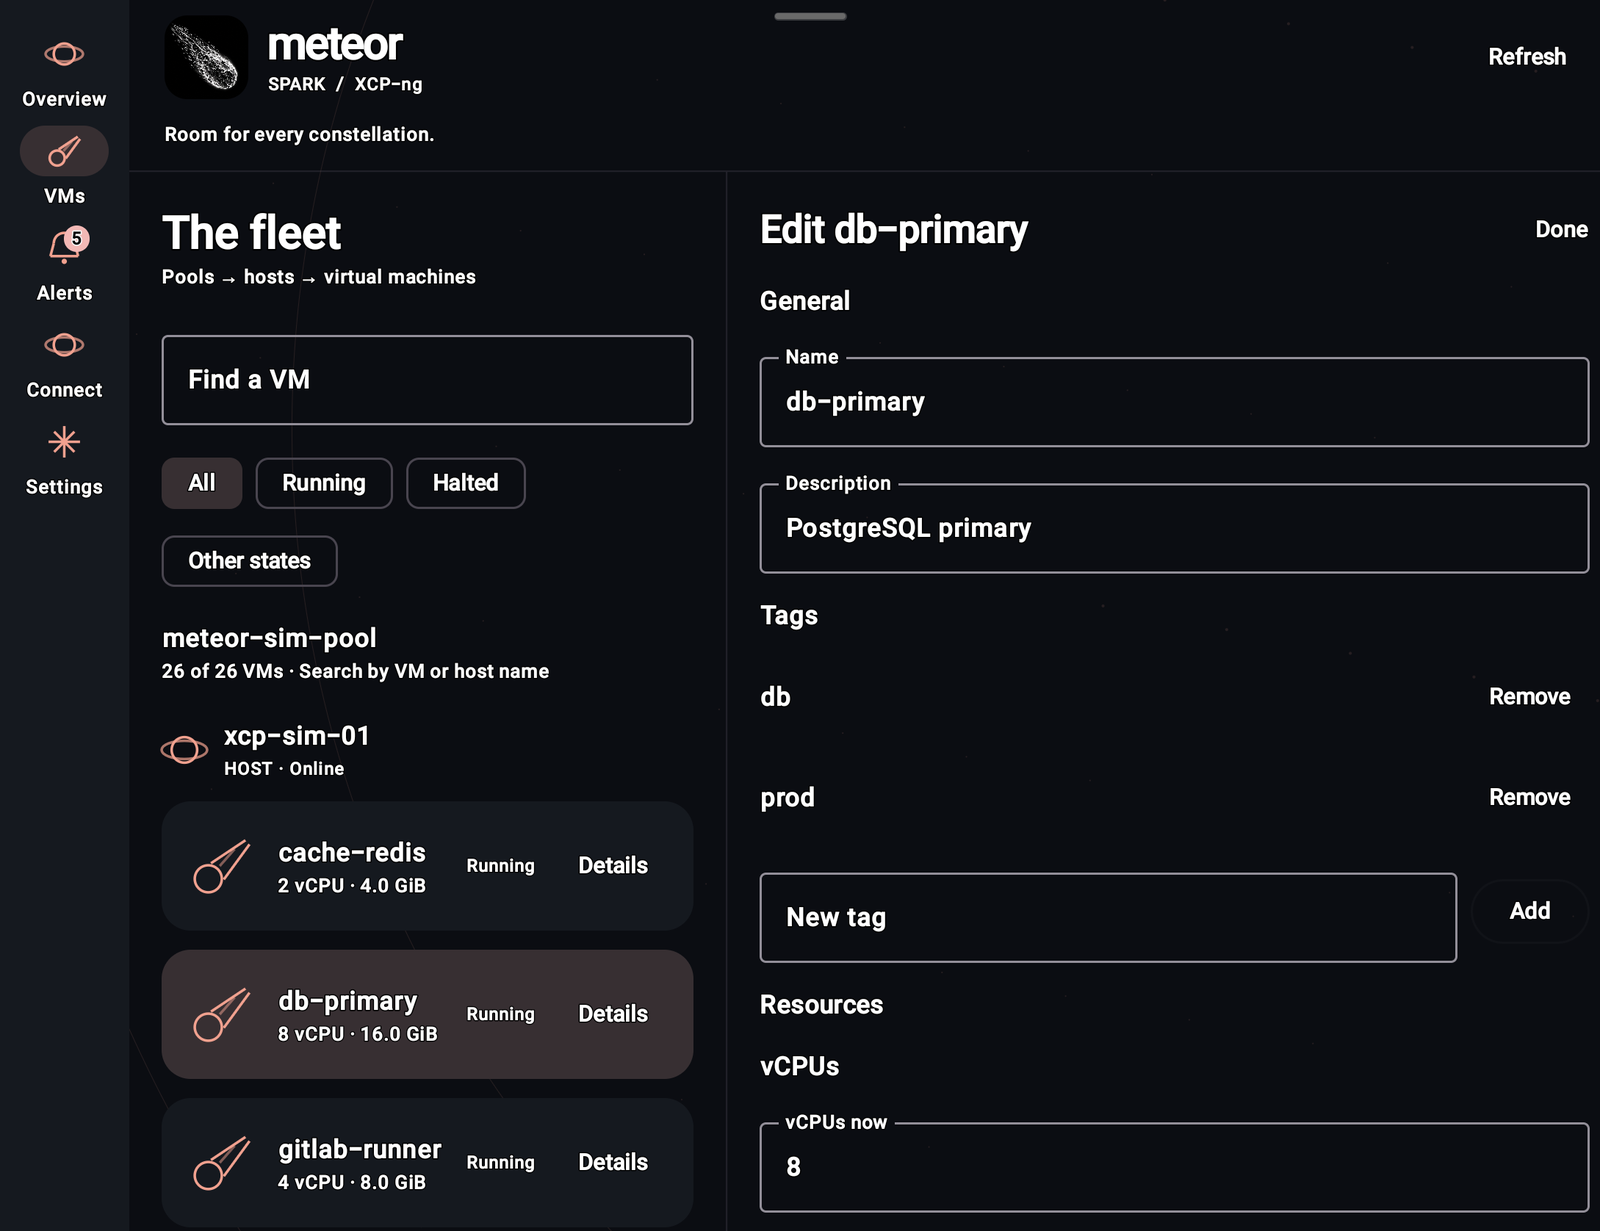 Overview
VMs
5
Alerts
Connect
Settings
meteor
SPARK / XCP-ng
Room for every constellation.
Refresh
The fleet
Pools → hosts → virtual machines
Find a VM
All
Running
Halted
Other states
meteor-sim-pool
26 of 26 VMs · Search by VM or host name
xcp-sim-01
HOST · Online
cache-redis
2 vCPU · 4.0 GiB
Running
Details
db-primary
8 vCPU · 16.0 GiB
Running
Details
gitlab-runner
4 vCPU · 8.0 GiB
Running
Details
Edit db-primary
Done
General
Name
db-primary
Description
PostgreSQL primary
Tags
db
Remove
prod
Remove
New tag
Add
Resources
vCPUs
vCPUs now
8